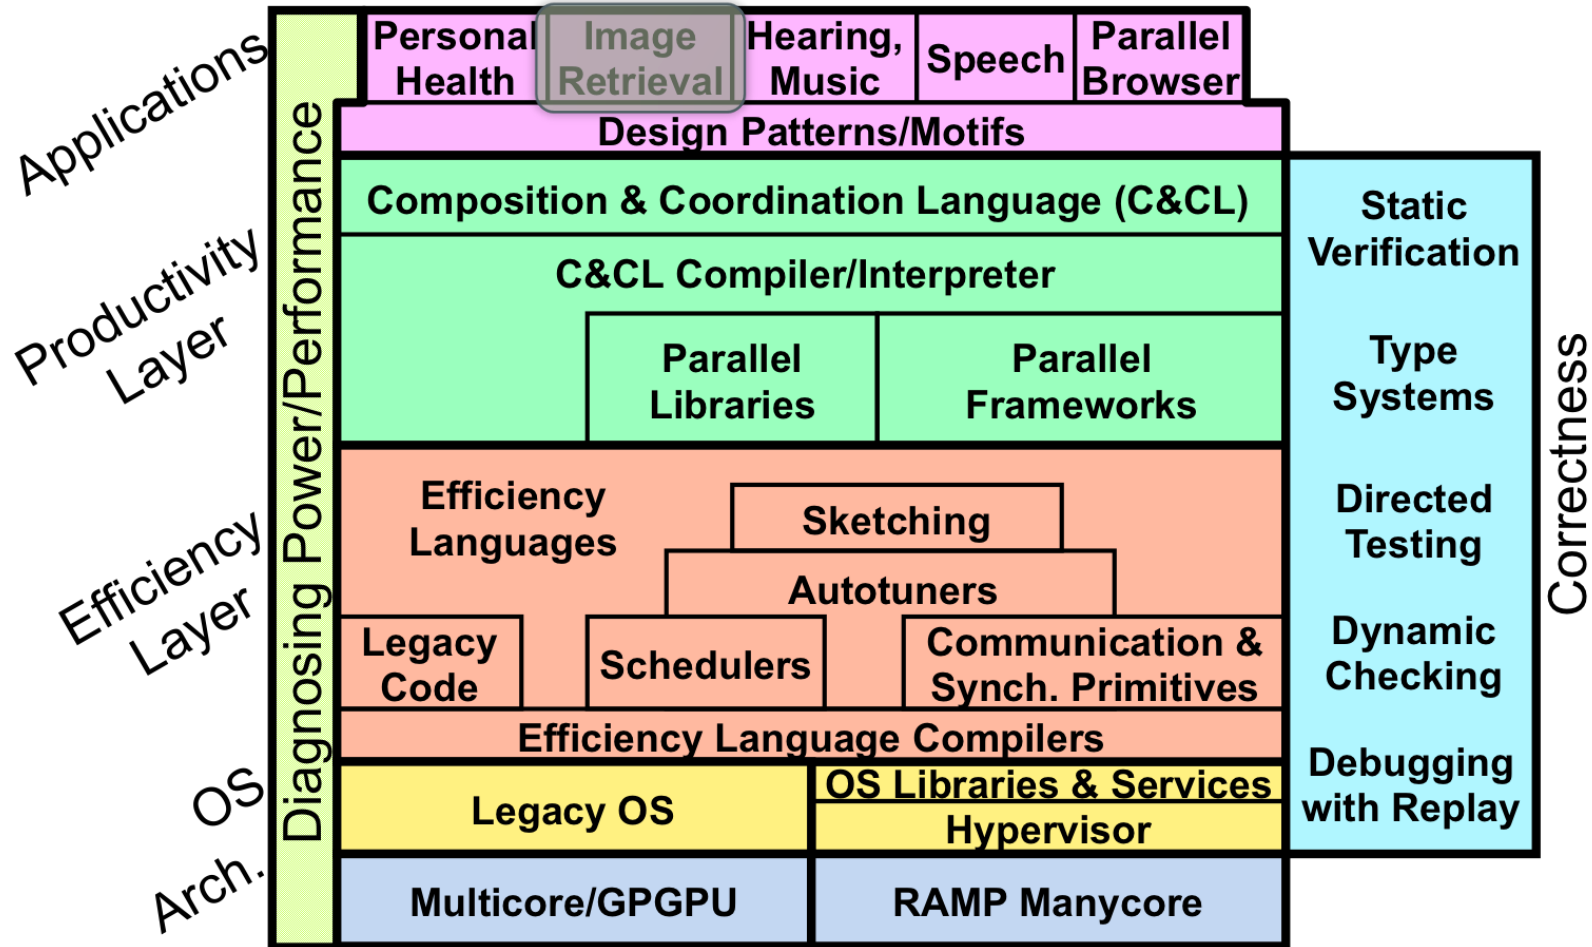 Applications
Productivity
Layer
Efficiency
Layer
OS
Arch.
Diagnosing Power/Performance
Personal
Health
Image
Retrieval
Hearing,
Music
Speech
Parallel
Browser
Design Patterns/Motifs
Composition & Coordination Language (C&CL)
C&CL Compiler/Interpreter
Parallel
Libraries
Parallel
Frameworks
Efficiency
Languages
Sketching
Autotuners
Legacy
Code
Schedulers
Communication &
Synch. Primitives
Efficiency Language Compilers
Legacy OS
OS Libraries & Services
Hypervisor
Multicore/GPGPU
RAMP Manycore
Static
Verification
Type
Systems
Directed
Testing
Dynamic
Checking
Debugging
with Replay
Correctness